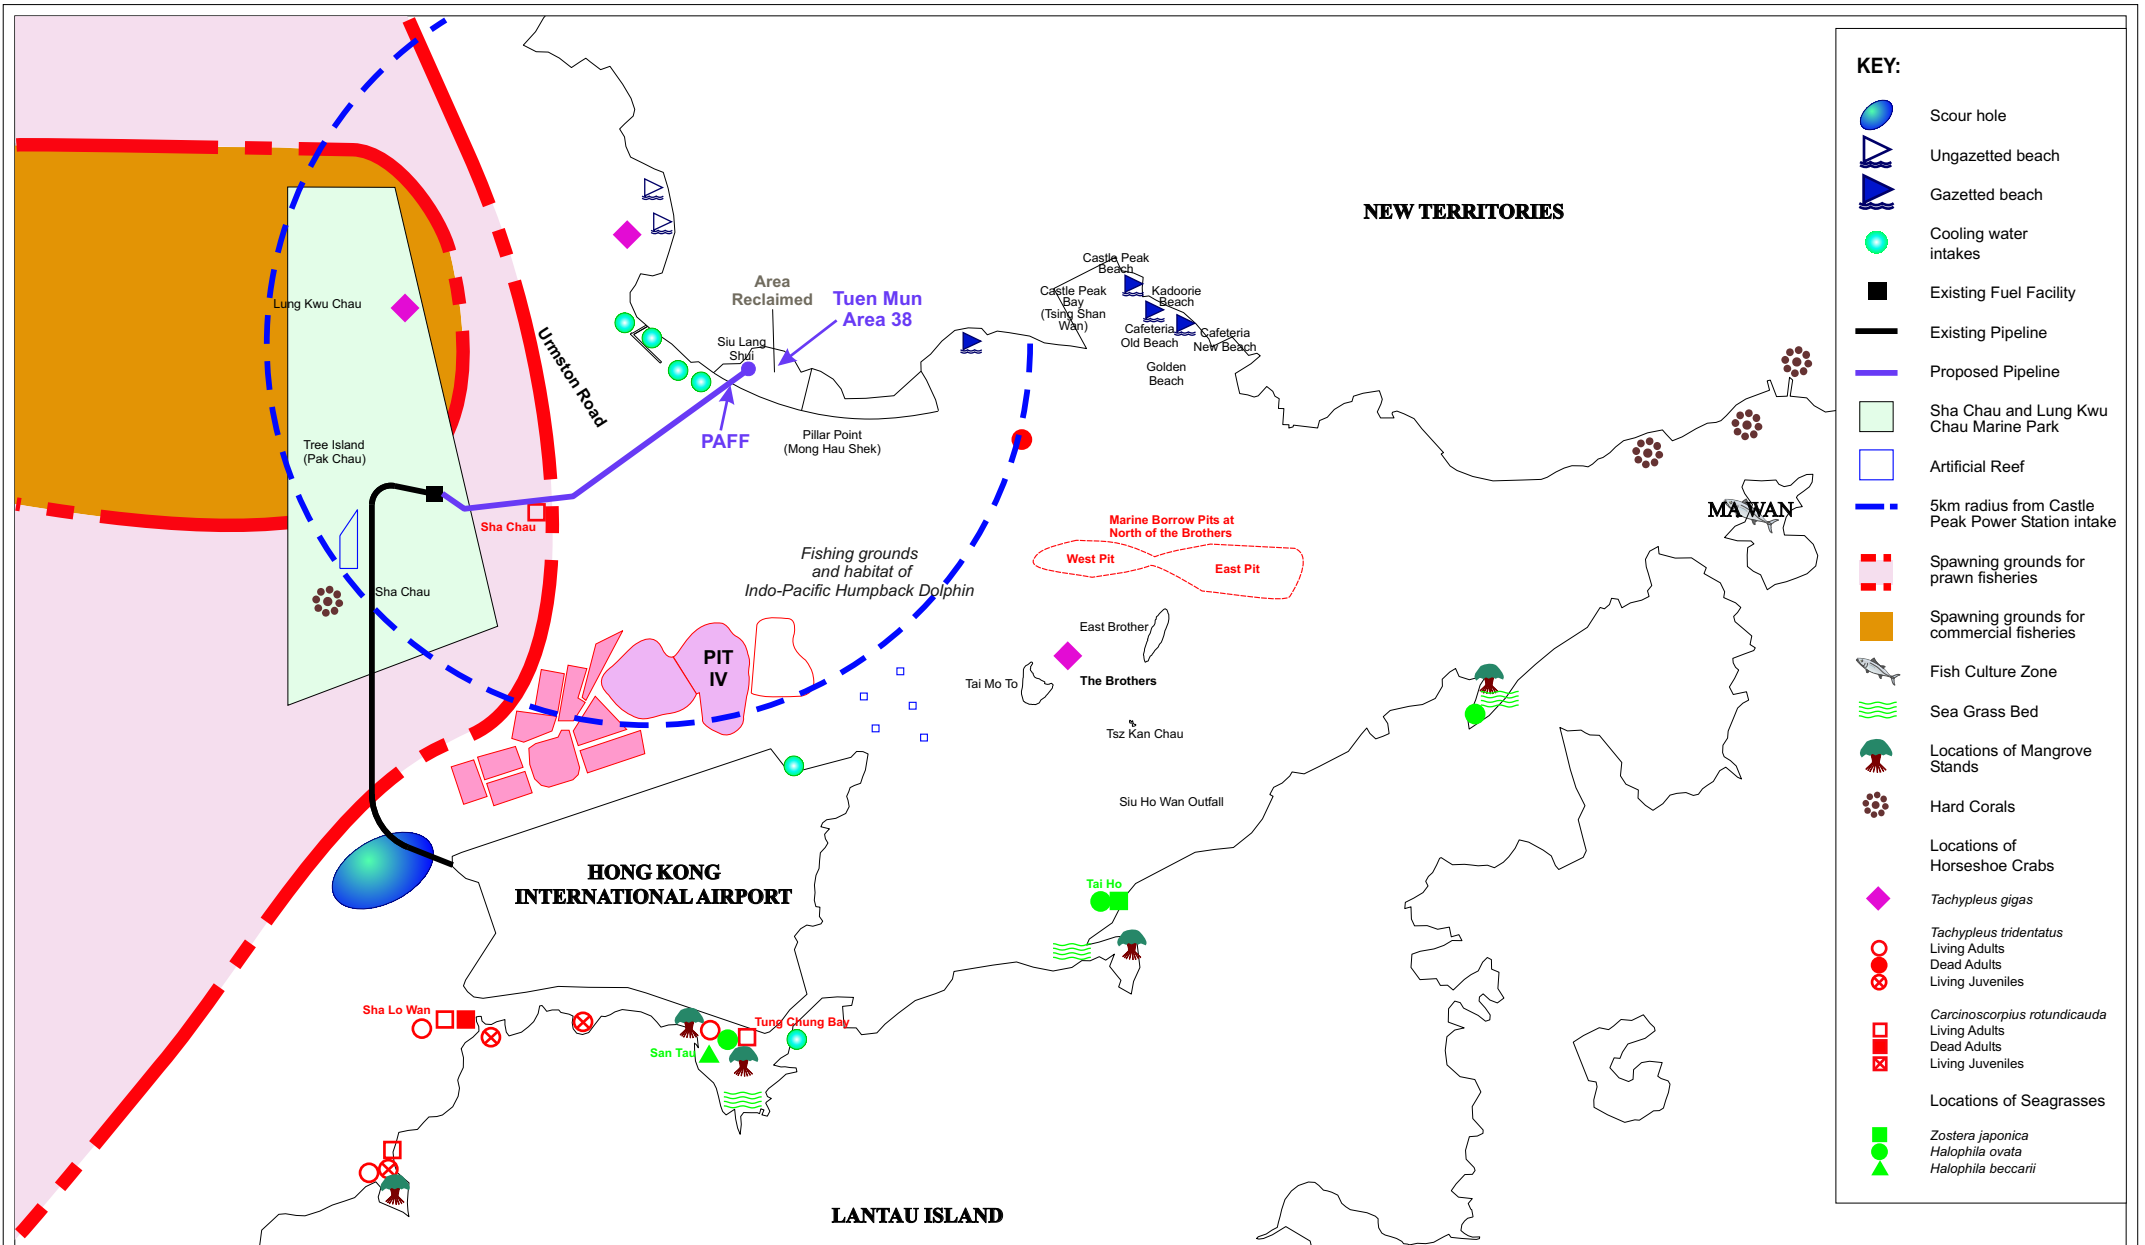 NEW TERRITORIES
Castle Peak
Beach
Castle Peak
Bay
(Tsing Shan
Wan)
Kadoorie
Beach
Cafeteria
Old Beach
Cafeteria
New Beach
Golden
Beach
Area
Reclaimed
Tuen Mun
Area 38
Siu Lang
Shui
PAFF
Pillar Point
(Mong Hau Shek)
Urmston Road
Lung Kwu Chau
Tree Island
(Pak Chau)
Sha Chau
Sha Chau
Fishing grounds
and habitat of
Indo-Pacific Humpback Dolphin
Marine Borrow Pits at
North of the Brothers
West Pit
East Pit
MA WAN
East Brother
Tai Mo To
The Brothers
Tsz Kan Chau
Siu Ho Wan Outfall
PIT
IV
HONG KONG
INTERNATIONAL AIRPORT
Tai Ho
Sha Lo Wan
Tung Chung Bay
San Tau
LANTAU ISLAND
KEY:
Scour hole
Ungazetted beach
Gazetted beach
Cooling water
intakes
Existing Fuel Facility
Existing Pipeline
Proposed Pipeline
Sha Chau and Lung Kwu
Chau Marine Park
Artificial Reef
5km radius from Castle
Peak Power Station intake
Spawning grounds for
prawn fisheries
Spawning grounds for
commercial fisheries
Fish Culture Zone
Sea Grass Bed
Locations of Mangrove
Stands
Hard Corals
Locations of
Horseshoe Crabs
Tachypleus gigas
Tachypleus tridentatus
Living Adults
Dead Adults
Living Juveniles
Carcinoscorpius rotundicauda
Living Adults
Dead Adults
Living Juveniles
Locations of Seagrasses
Zostera japonica
Halophila ovata
Halophila beccarii